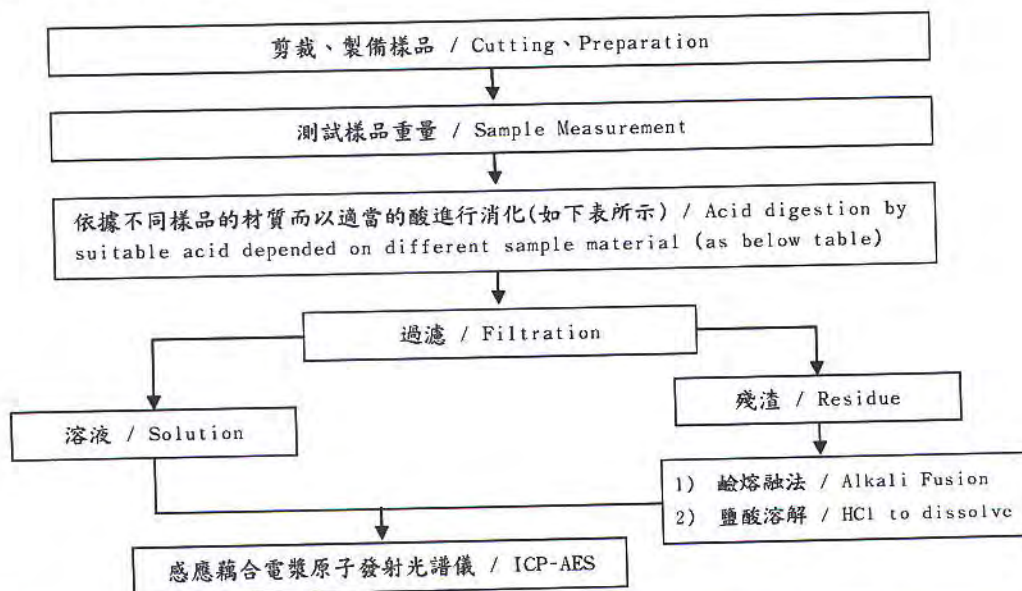 剪裁、製備樣品 / Cutting、Preparation
測試樣品重量 / Sample Measurement
依據不同樣品的材質而以適當的酸進行消化(如下表所示) / Acid digestion by
suitable acid depended on different sample material (as below table)
過濾 / Filtration
溶液 / Solution
殘渣 / Residue
1) 鹼熔融法 / Alkali Fusion
2) 鹽酸溶解 / HCl to dissolve
感應藕合電漿原子發射光譜儀 / ICP-AES